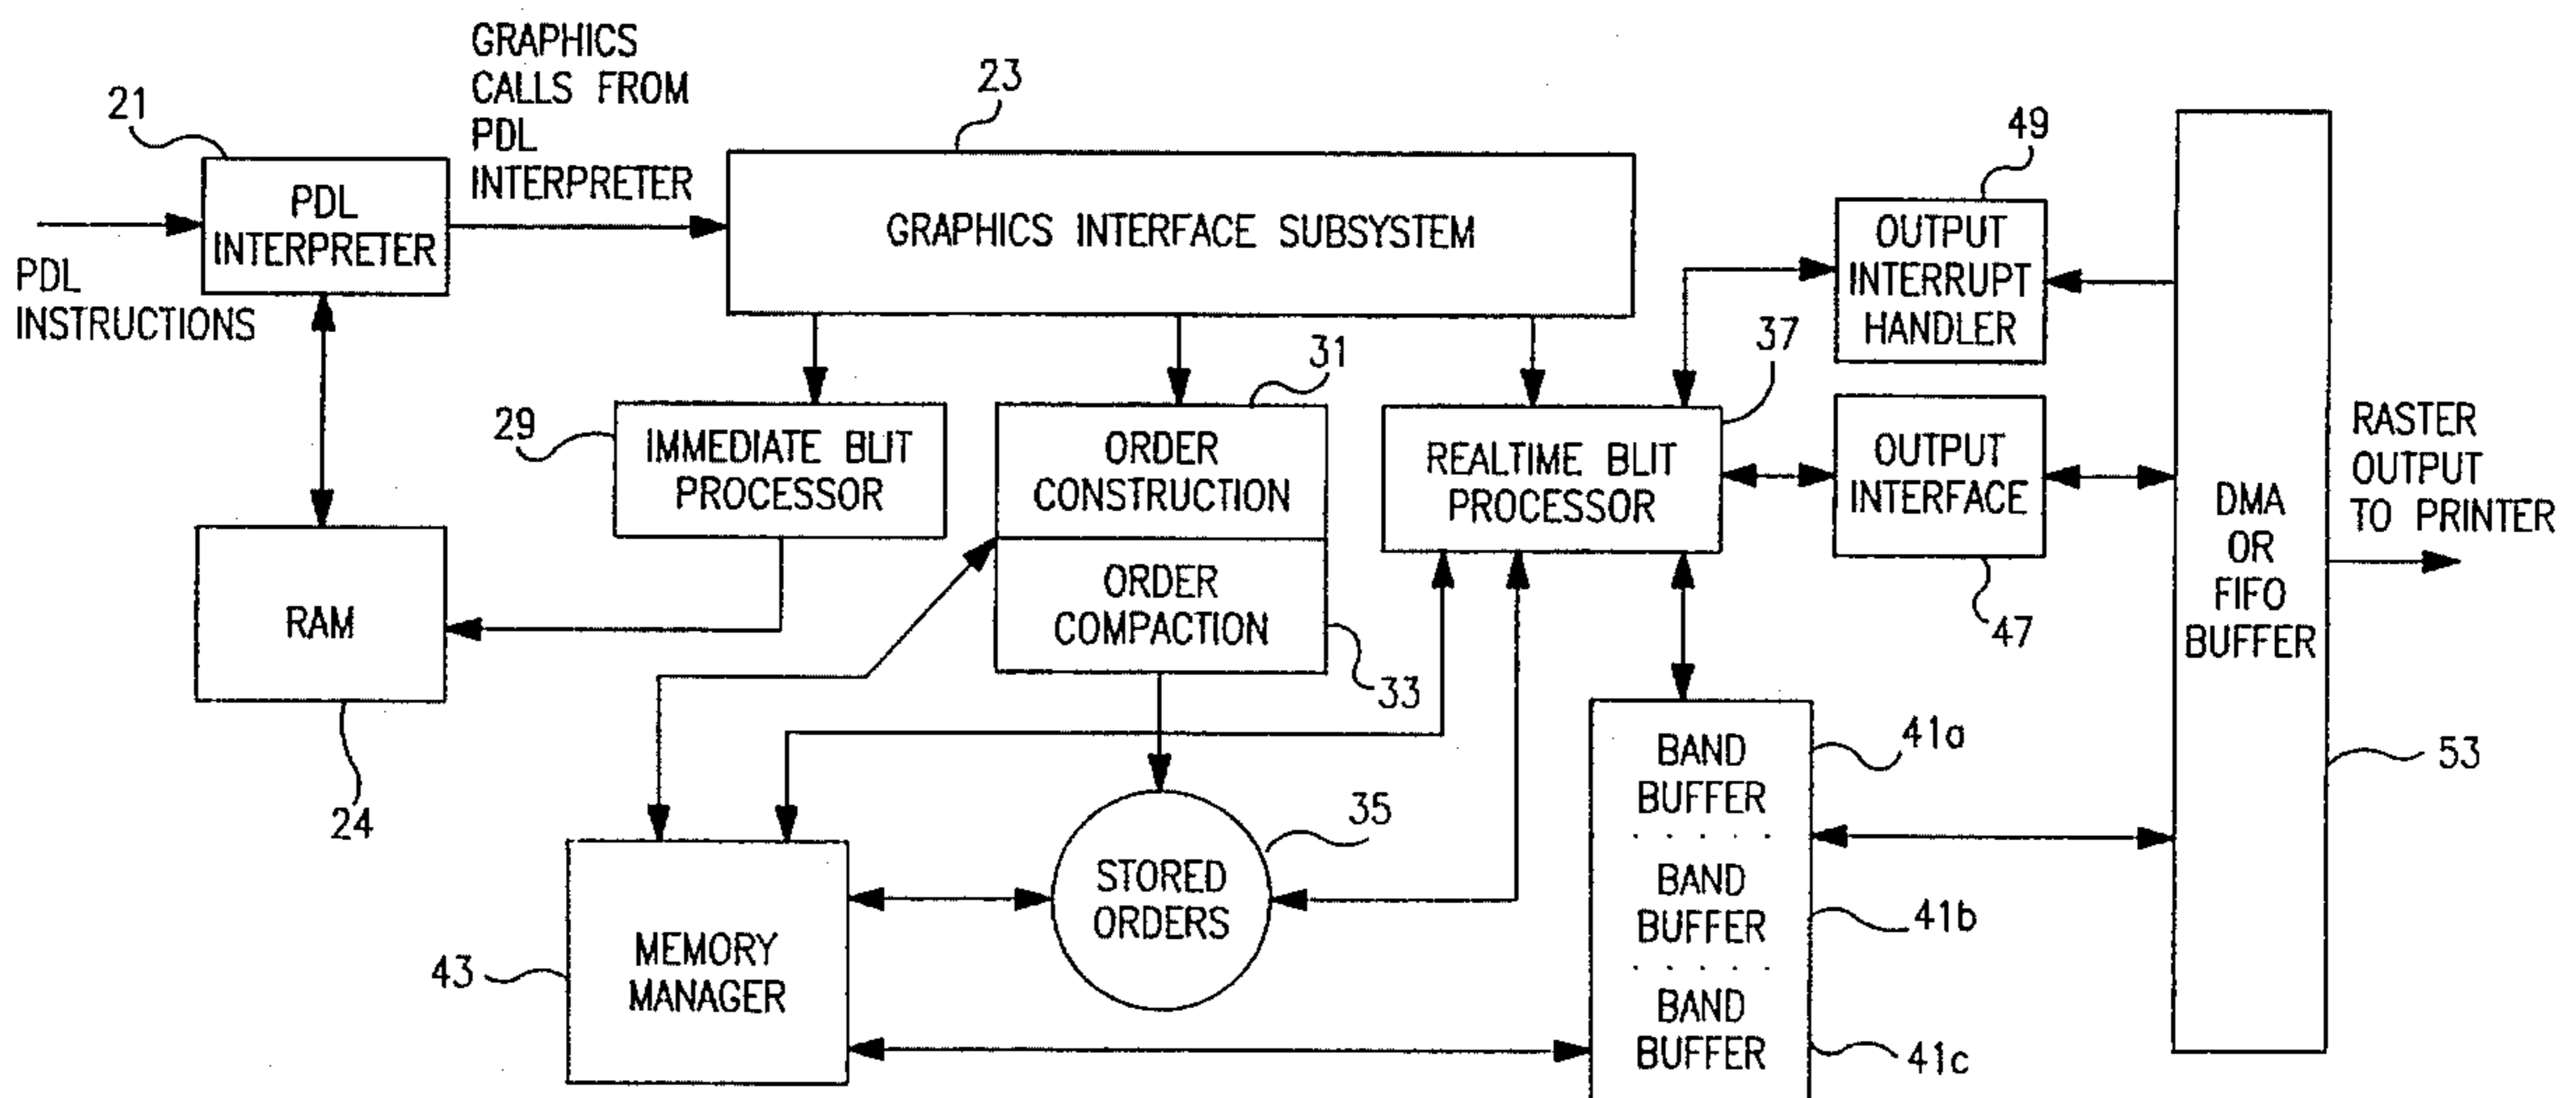 GRAPHICS
CALLS FROM
PDL
INTERPRETER
21
23
49
PDL
INTERPRETER
PDL
INSTRUCTIONS
GRAPHICS INTERFACE SUBSYSTEM
OUTPUT
INTERRUPT
HANDLER
37
31
29
IMMEDIATE BLIT
PROCESSOR
ORDER
CONSTRUCTION
REALTIME BLIT
PROCESSOR
OUTPUT
INTERFACE
47
DMA
OR
FIFO
BUFFER
RASTER
OUTPUT
TO PRINTER
RAM
24
ORDER
COMPACTION
33
35
STORED
ORDERS
43
MEMORY
MANAGER
BAND
BUFFER
41a
BAND
BUFFER
41b
BAND
BUFFER
41c
53